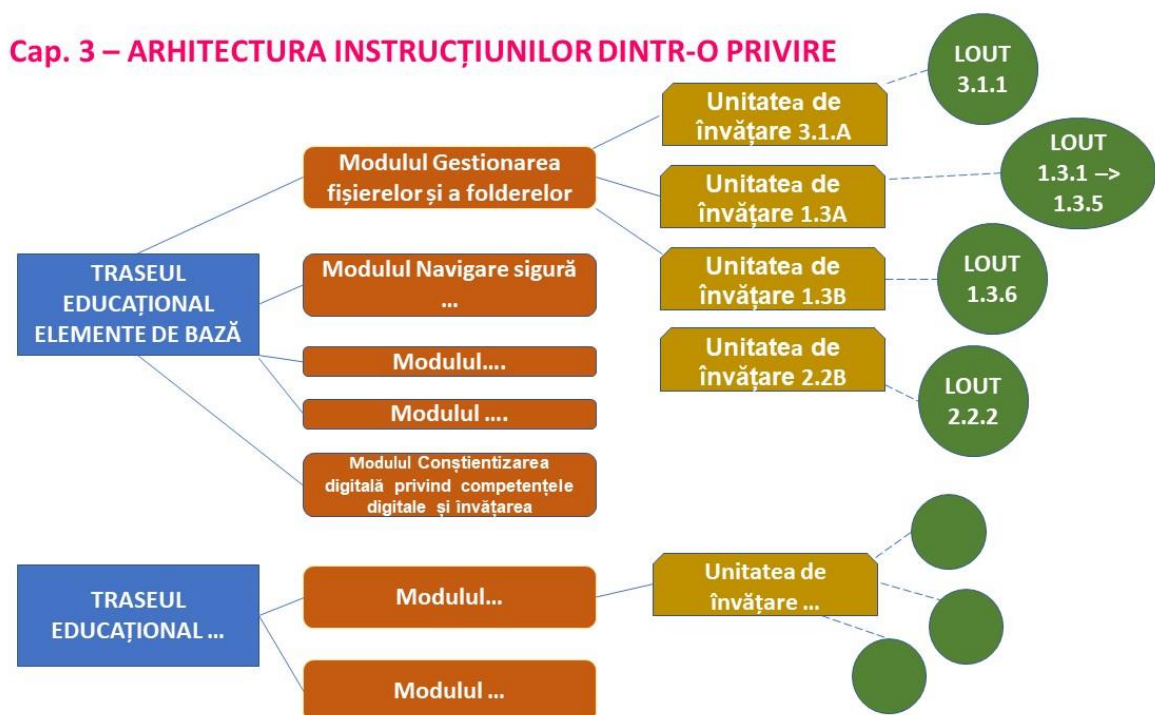 Cap. 3 – ARHITECTURA INSTRUCȚIUNILOR DINTR-O PRIVIRE
TRASEUL
EDUCAȚIONAL
ELEMENTE DE BAZĂ
Modulul Gestionarea
fișierelor și a folderelor
Modulul Navigare sigură
...
Modulul....
Modulul ....
Modulul Conștientizarea
digitală privind competențele
digitale și învățarea
Unitatea de
învățare 3.1.A
Unitatea de
învățare 1.3A
Unitatea de
învățare 1.3B
Unitatea de
învățare 2.2B
LOUT
3.1.1
LOUT
1.3.1 –>
1.3.5
LOUT
1.3.6
LOUT
2.2.2
TRASEUL
EDUCAȚIONAL ...
Modulul...
Modulul ...
Unitatea de
învățare ...